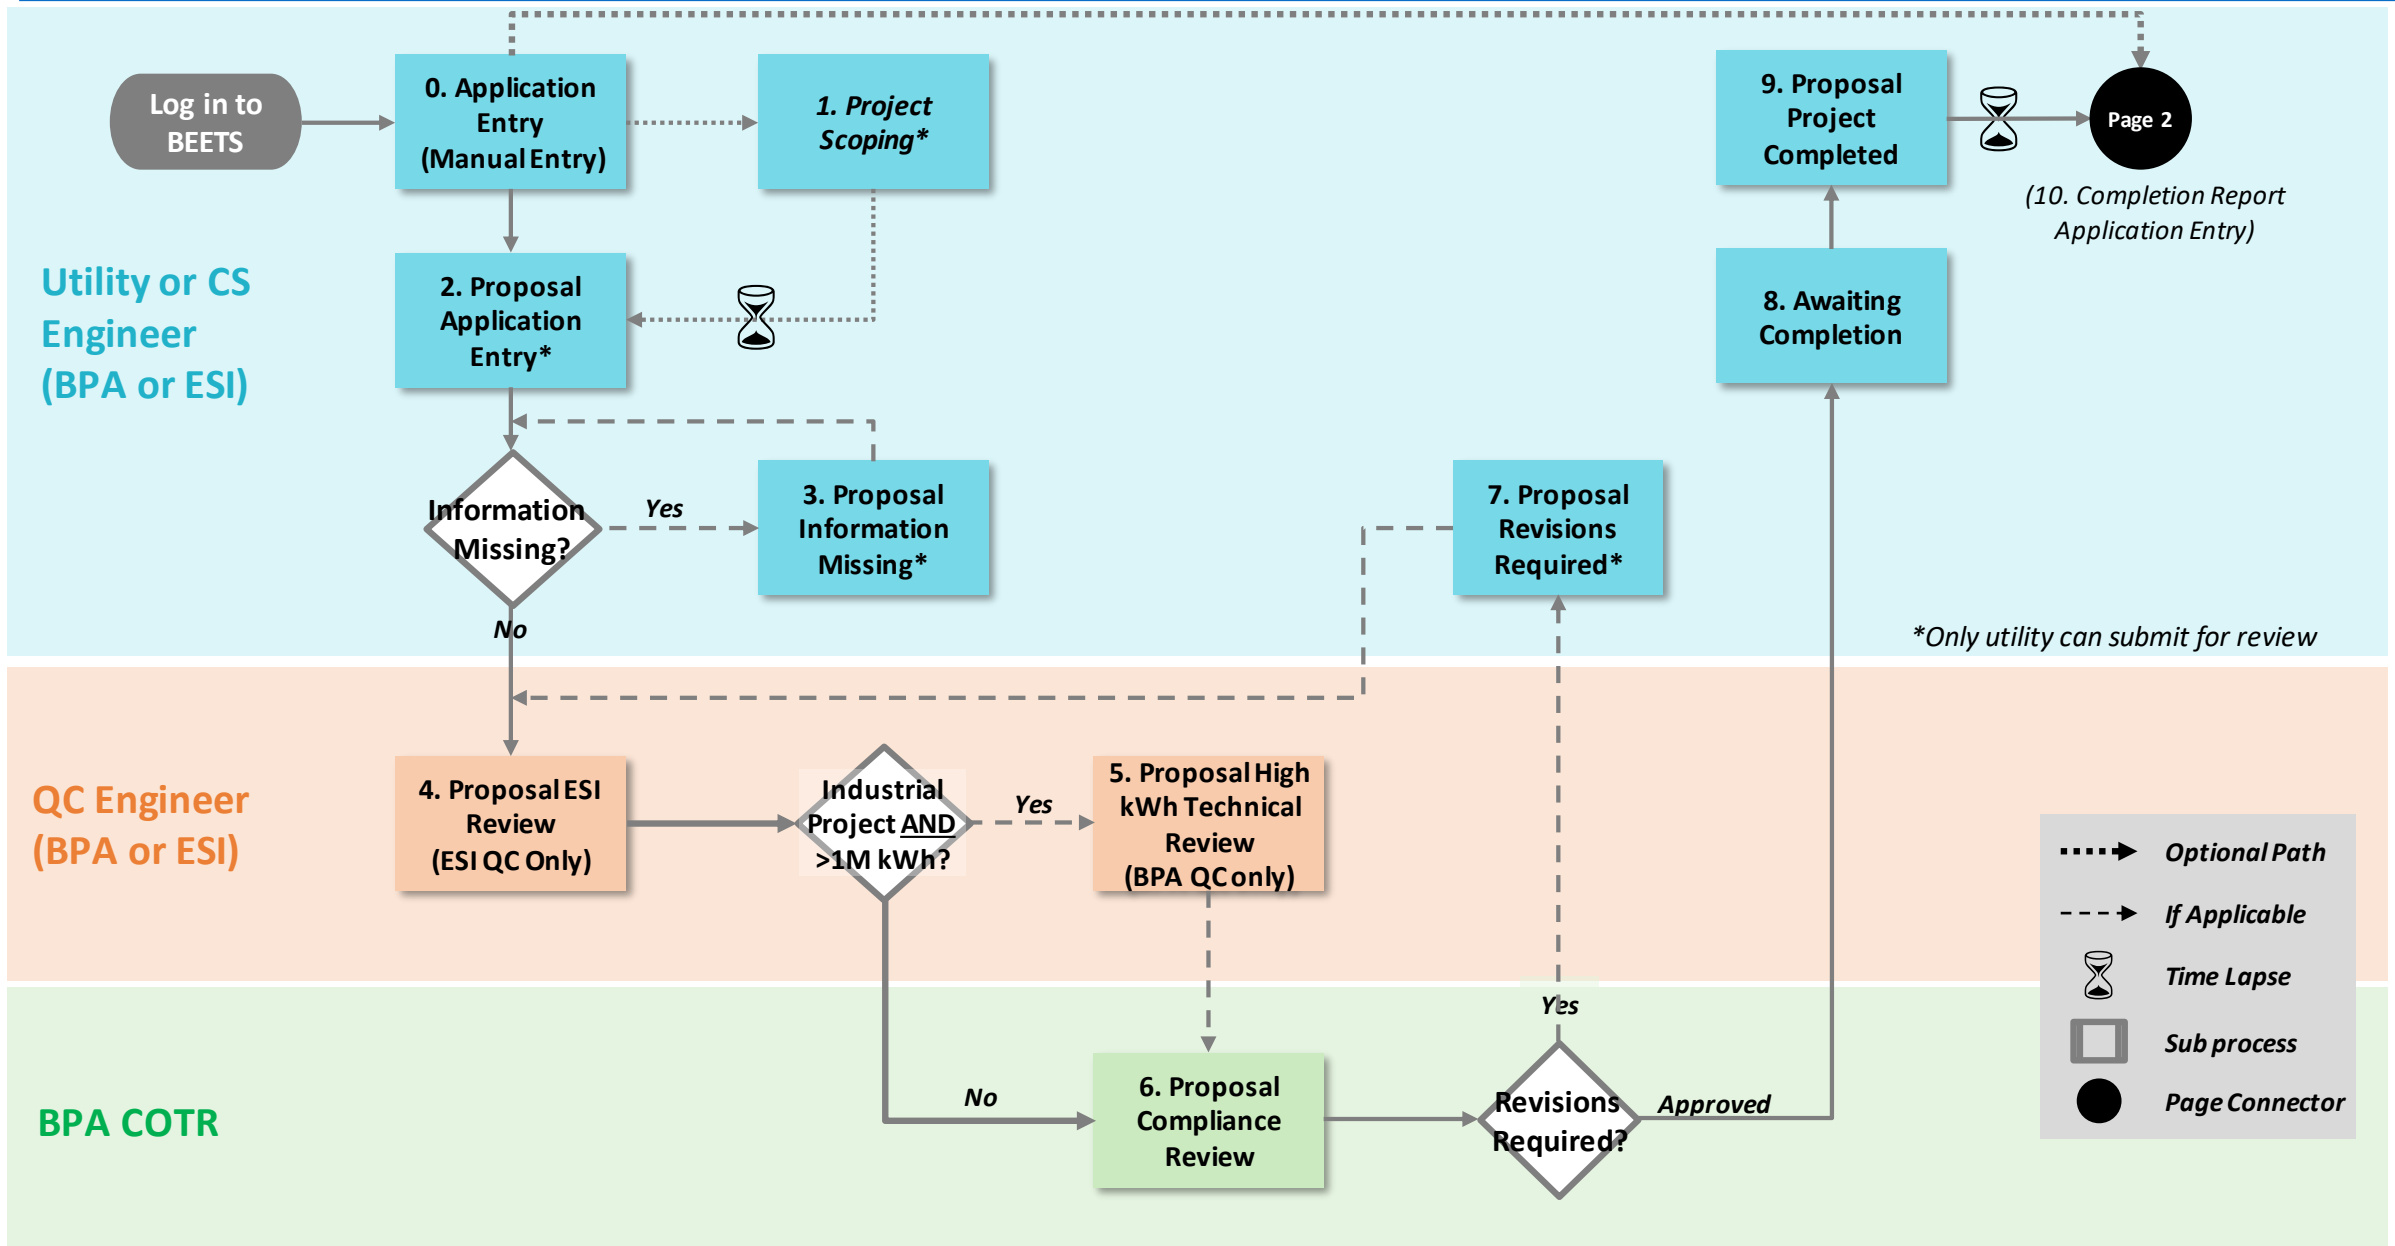 Log in to
BEETS
0. Application
Entry
(Manual Entry)
1. Project
Scoping*
9. Proposal
Project
Completed
Page 2
(10. Completion Report
Application Entry)
Utility or CS
Engineer
(BPA or ESI)
2. Proposal
Application
Entry*
8. Awaiting
Completion
Information
Missing?
Yes
3. Proposal
Information
Missing*
7. Proposal
Revisions
Required*
No
*Only utility can submit for review
QC Engineer
(BPA or ESI)
4. Proposal ESI
Review
(ESI QC Only)
Industrial
Project AND
>1M kWh?
Yes
5. Proposal High
kWh Technical
Review
(BPA QC only)
Optional Path
If Applicable
Time Lapse
Sub process
Page Connector
BPA COTR
No
6. Proposal
Compliance
Review
Yes
Revisions
Required?
Approved